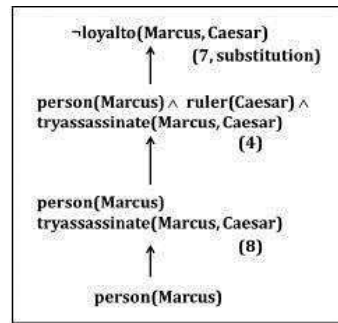 ¬loyalto(Marcus, Caesar)
(7, substitution)
person(Marcus) ∧ ruler(Caesar) ∧
tryassassinate(Marcus, Caesar)
(4)
person(Marcus)
tryassassinate(Marcus, Caesar)
(8)
person(Marcus)